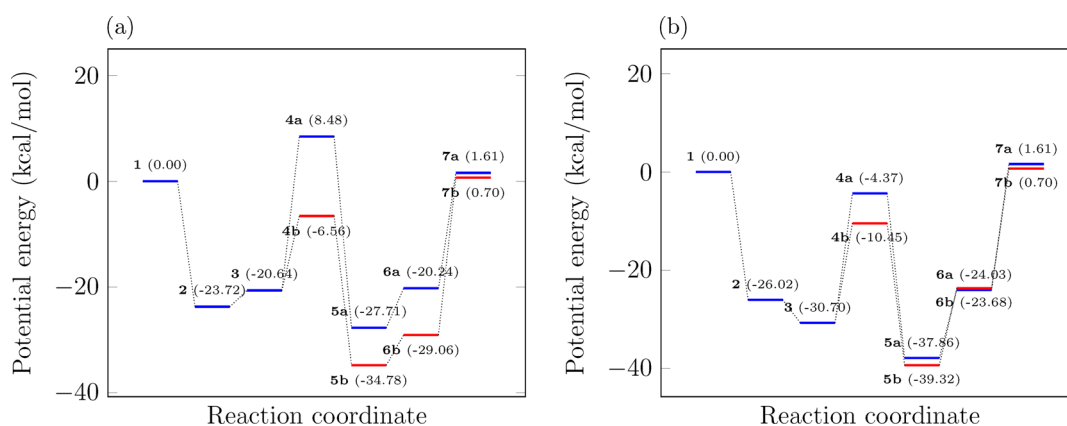 (a)
Potential energy (kcal/mol)
20
0
−20
−40
1 (0.00)
2 (-23.72)
3 (-20.64)
4a (8.48)
4b (-6.56)
5a (-27.71)
5b (-34.78)
6a (-20.24)
6b (-29.06)
7a (1.61)
7b (0.70)
Reaction coordinate
(b)
Potential energy (kcal/mol)
20
0
−20
−40
1 (0.00)
2 (-26.02)
3 (-30.70)
4a (-4.37)
4b (-10.45)
5a (-37.86)
5b (-39.32)
6a (-24.03)
6b (-23.68)
7a (1.61)
7b (0.70)
Reaction coordinate